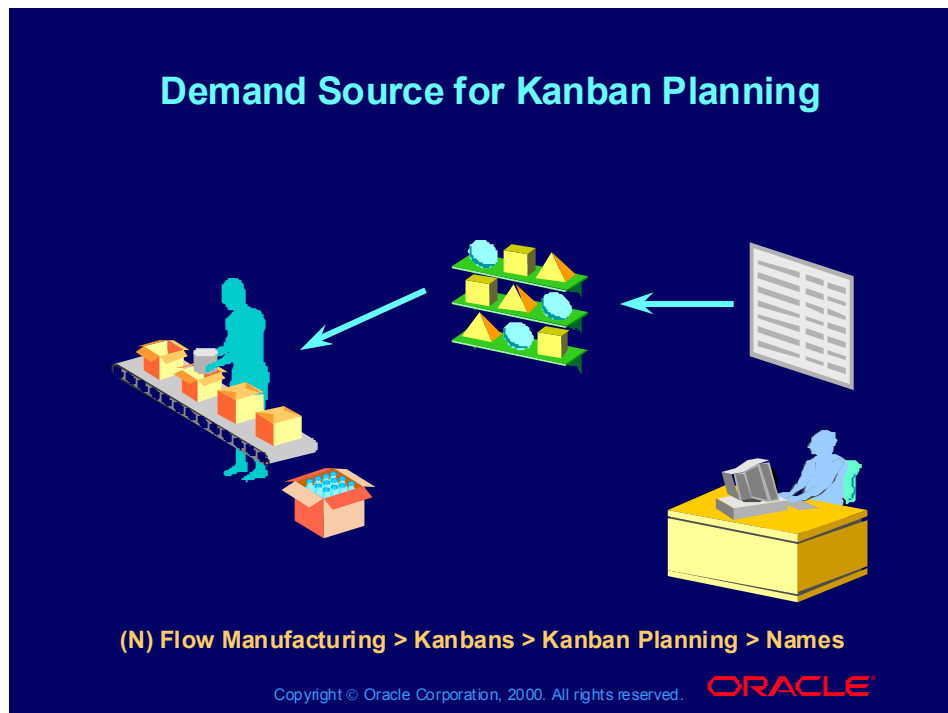 Demand Source for Kanban Planning
(N) Flow Manufacturing > Kanbans > Kanban Planning > Names
Copyright © Oracle Corporation, 2000. All rights reserved.
ORACLE®